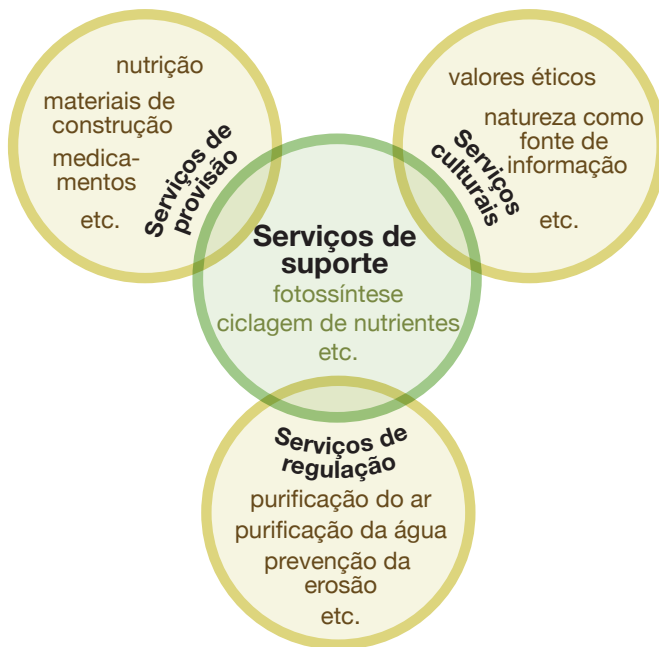 nutrição
materiais de
construção
medica-
mentos
etc.
Serviços de
provisão
valores éticos
natureza como
fonte de
informação
etc.
Serviços
culturais
Serviços de
suporte
fotossíntese
ciclagem de nutrientes
etc.
Serviços de
regulação
purificação do ar
purificação da água
prevenção da
erosão
etc.